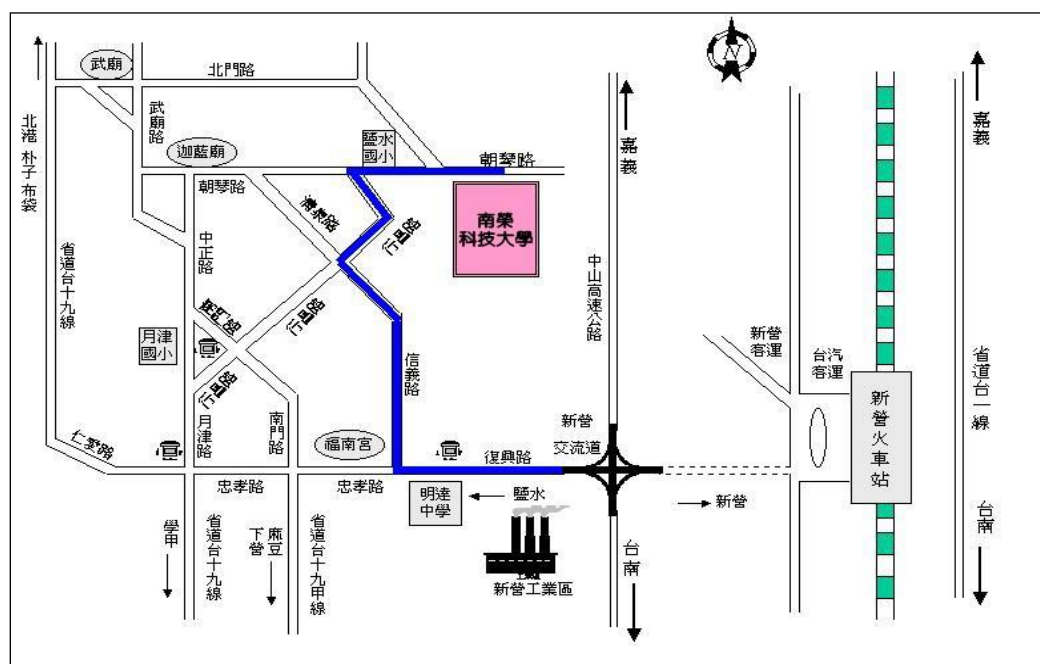 武廟
北門路
N
北港 朴子 布袋
武廟路
嘉義
嘉義
鹽水
國小
迦藍廟
朝琴路
朝琴路
清泉路
南榮
科技大學
省道台十九線
中正路
中山高速公路
月津
國小
信義路
新營
客運
台汽
客運
省道台一線
新營火車站
月津路
南門路
仁愛路
福南宮
新營
交流道
復興路
忠孝路
忠孝路
明達
中學
鹽水
新營
學甲
省道台十九線
麻豆
下營
省道台十九甲線
台南
台南
新營工業區